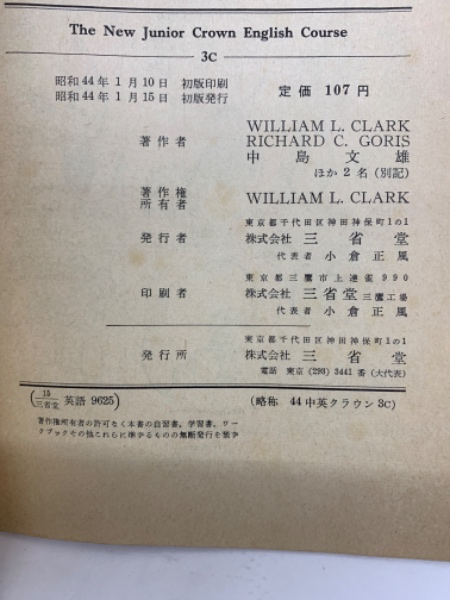 The New Junior Crown English Course
3C
昭和44年1月10日 初版印刷
昭和44年1月15日 初版発行
定価 107円
著作者
WILLIAM L. CLARK
RICHARD C. GORIS
中島文雄
ほか2名(別記)
著作権所有者
WILLIAM L. CLARK
東京都千代田区神田神保町1の1
発行者 株式会社 三省堂
代表者 小倉正風
東京都三鷹市上連雀990
印刷者 株式会社 三省堂 三鷹工場
代表者 小倉正風
東京都千代田区神田神保町1の1
発行所 株式会社 三省堂
電話 東京(293)3441番(大代表)
(15 三省堂 英語 9625)
(略称 44中英クラウン3C)
著作権所有者の許可なく本書の自習書, 学習書, ワー
クブックその他これらに準ずるものの無断発行を禁ず